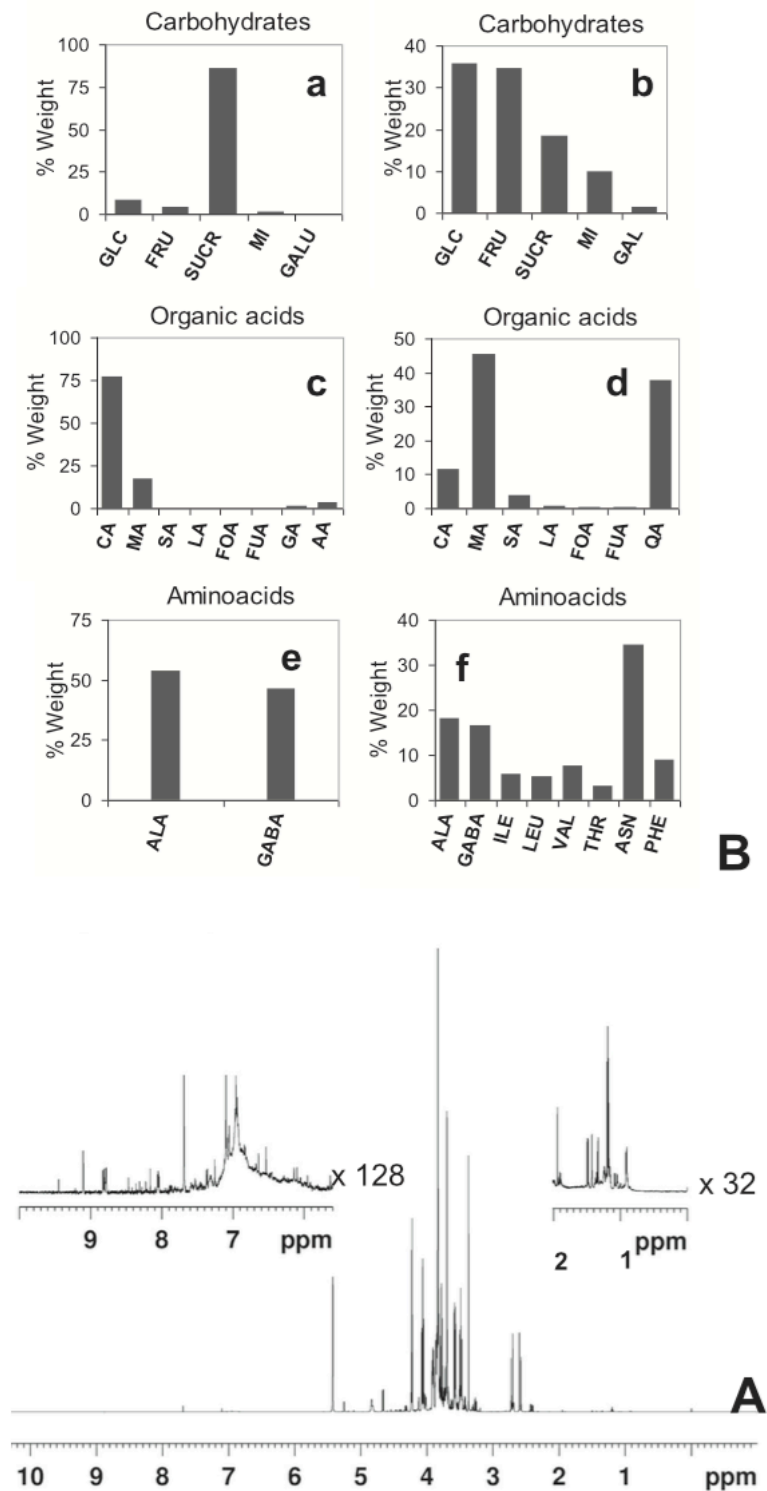 Carbohydrates
% Weight
100
75
50
25
0
a
GLC FRU SUCR MI GALU
Carbohydrates
% Weight
40
30
20
10
0
b
GLC FRU SUCR MI GAL
Organic acids
% Weight
100
75
50
25
0
c
CA MA SA LA FOA FUA GA AA
Organic acids
% Weight
50
40
30
20
10
0
d
CA MA SA LA FOA FUA QA
Aminoacids
% Weight
75
50
25
0
e
ALA GABA
Aminoacids
% Weight
40
30
20
10
0
f
ALA GABA ILE LEU VAL THR ASN PHE
B
x 128
9 8 7 ppm
x 32
2 1 ppm
A
10 9 8 7 6 5 4 3 2 1 ppm